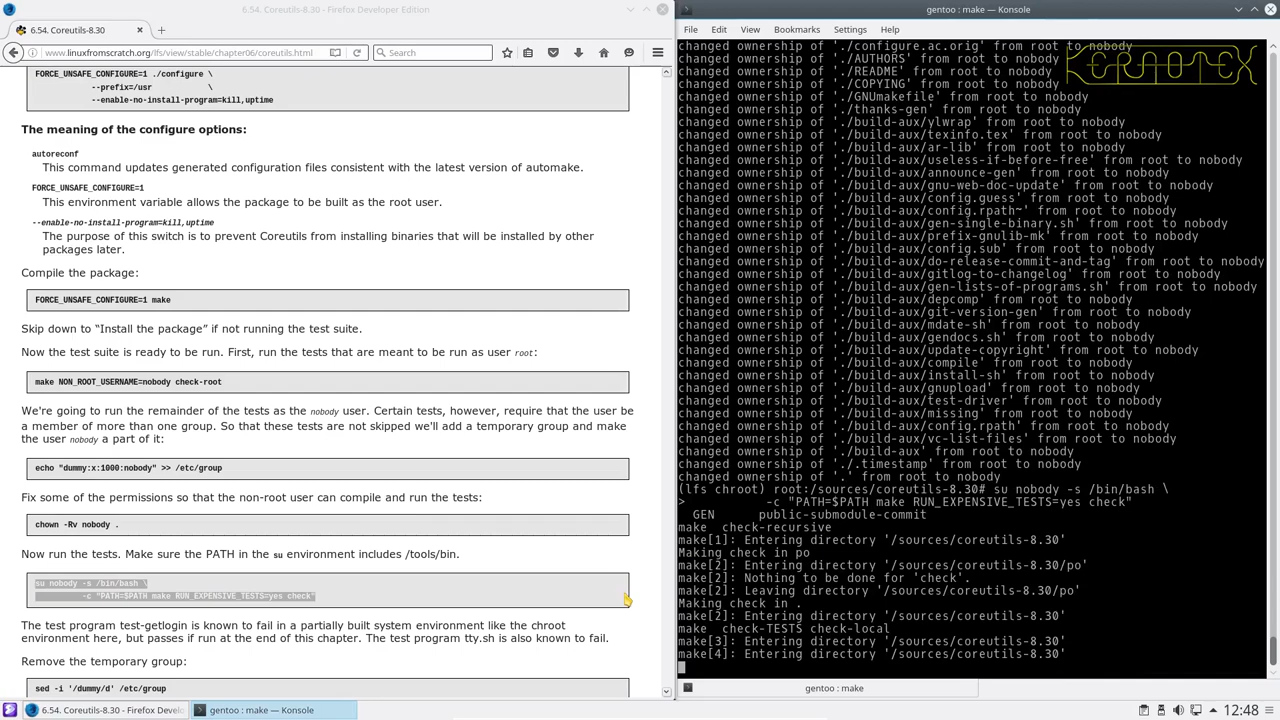 6.54. Coreutils-8.30 - Firefox Developer Edition
6.54. Coreutils-8.30
www.linuxfromscratch.org/lfs/view/stable/chapter06/coreutils.html
Search
FORCE_UNSAFE_CONFIGURE=1 ./configure \
--prefix=/usr \
--enable-no-install-program=kill,uptime
The meaning of the configure options:
autoreconf
This command updates generated configuration files consistent with the latest version of automake.
FORCE_UNSAFE_CONFIGURE=1
This environment variable allows the package to be built as the root user.
--enable-no-install-program=kill,uptime
The purpose of this switch is to prevent Coreutils from installing binaries that will be installed by other
packages later.
Compile the package:
FORCE_UNSAFE_CONFIGURE=1 make
Skip down to “Install the package” if not running the test suite.
Now the test suite is ready to be run. First, run the tests that are meant to be run as user root:
make NON_ROOT_USERNAME=nobody check-root
We're going to run the remainder of the tests as the nobody user. Certain tests, however, require that the user be
a member of more than one group. So that these tests are not skipped we'll add a temporary group and make
the user nobody a part of it:
echo "dummy:x:1000:nobody" >> /etc/group
Fix some of the permissions so that the non-root user can compile and run the tests:
chown -Rv nobody .
Now run the tests. Make sure the PATH in the su environment includes /tools/bin.
su nobody -s /bin/bash \
-c "PATH=$PATH make RUN_EXPENSIVE_TESTS=yes check"
The test program test-getlogin is known to fail in a partially built system environment like the chroot
environment here, but passes if run at the end of this chapter. The test program tty.sh is also known to fail.
Remove the temporary group:
sed -i '/dummy/d' /etc/group
gentoo : make — Konsole
File Edit View Bookmarks Settings Help
KERNOTEX
changed ownership of './configure.ac.orig' from root to nobody
changed ownership of './AUTHORS' from root to nobody
changed ownership of './README' from root to nobody
changed ownership of './COPYING' from root to nobody
changed ownership of './GNUmakefile' from root to nobody
changed ownership of './thanks-gen' from root to nobody
changed ownership of './build-aux/ylwrap' from root to nobody
changed ownership of './build-aux/texinfo.tex' from root to nobody
changed ownership of './build-aux/ar-lib' from root to nobody
changed ownership of './build-aux/useless-if-before-free' from root to nobody
changed ownership of './build-aux/announce-gen' from root to nobody
changed ownership of './build-aux/gnu-web-doc-update' from root to nobody
changed ownership of './build-aux/config.guess' from root to nobody
changed ownership of './build-aux/config.rpath~' from root to nobody
changed ownership of './build-aux/gen-single-binary.sh' from root to nobody
changed ownership of './build-aux/prefix-gnulib-mk' from root to nobody
changed ownership of './build-aux/config.sub' from root to nobody
changed ownership of './build-aux/do-release-commit-and-tag' from root to nobody
changed ownership of './build-aux/gitlog-to-changelog' from root to nobody
changed ownership of './build-aux/gen-lists-of-programs.sh' from root to nobody
changed ownership of './build-aux/depcomp' from root to nobody
changed ownership of './build-aux/git-version-gen' from root to nobody
changed ownership of './build-aux/mdate-sh' from root to nobody
changed ownership of './build-aux/gendocs.sh' from root to nobody
changed ownership of './build-aux/update-copyright' from root to nobody
changed ownership of './build-aux/compile' from root to nobody
changed ownership of './build-aux/install-sh' from root to nobody
changed ownership of './build-aux/gnupload' from root to nobody
changed ownership of './build-aux/test-driver' from root to nobody
changed ownership of './build-aux/missing' from root to nobody
changed ownership of './build-aux/config.rpath' from root to nobody
changed ownership of './build-aux/vc-list-files' from root to nobody
changed ownership of './build-aux' from root to nobody
changed ownership of './.timestamp' from root to nobody
changed ownership of '.' from root to nobody
(lfs chroot) root:/sources/coreutils-8.30# su nobody -s /bin/bash \
> -c "PATH=$PATH make RUN_EXPENSIVE_TESTS=yes check"
GEN public-submodule-commit
make check-recursive
make[1]: Entering directory '/sources/coreutils-8.30'
Making check in po
make[2]: Entering directory '/sources/coreutils-8.30/po'
make[2]: Nothing to be done for 'check'.
make[2]: Leaving directory '/sources/coreutils-8.30/po'
Making check in .
make[2]: Entering directory '/sources/coreutils-8.30'
make check-TESTS check-local
make[3]: Entering directory '/sources/coreutils-8.30'
make[4]: Entering directory '/sources/coreutils-8.30'
gentoo : make
6.54. Coreutils-8.30 - Firefox Develo
gentoo : make — Konsole
12:48